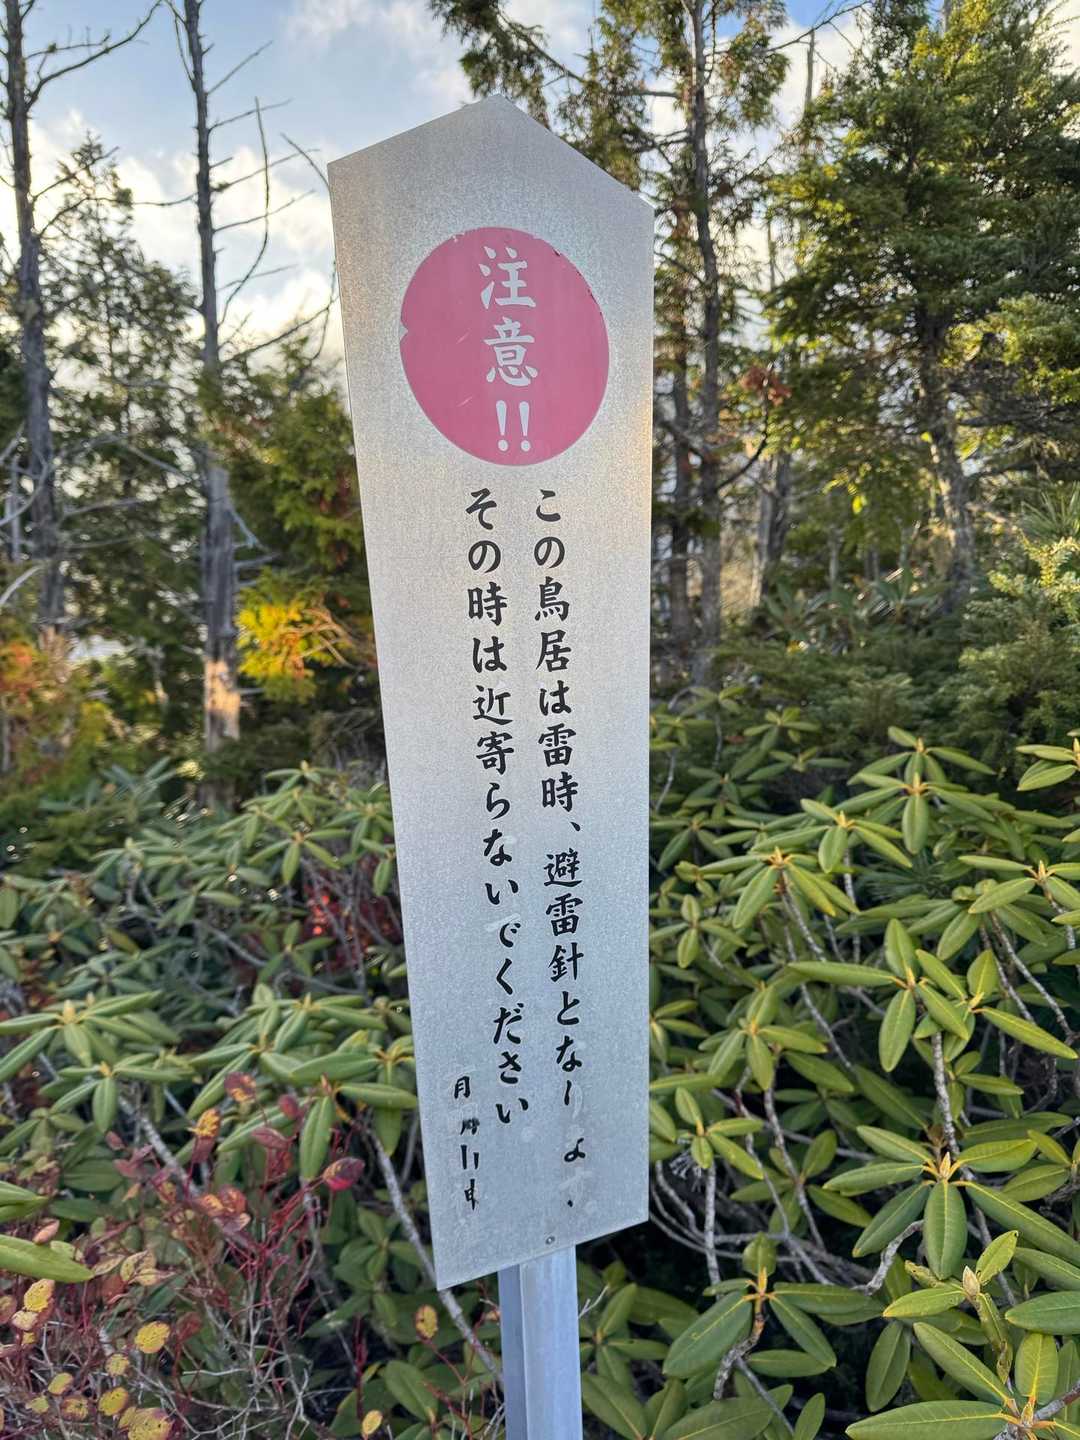 注意!!
この鳥居は雷時、避雷針となります。
その時は近寄らないでください
月